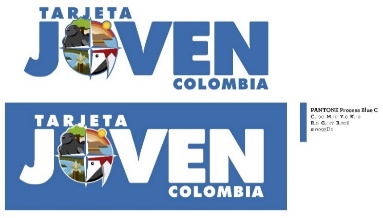 TARJETA
JOVEN
COLOMBIA
TARJETA
JOVEN
COLOMBIA
PANTONE Process Blue C